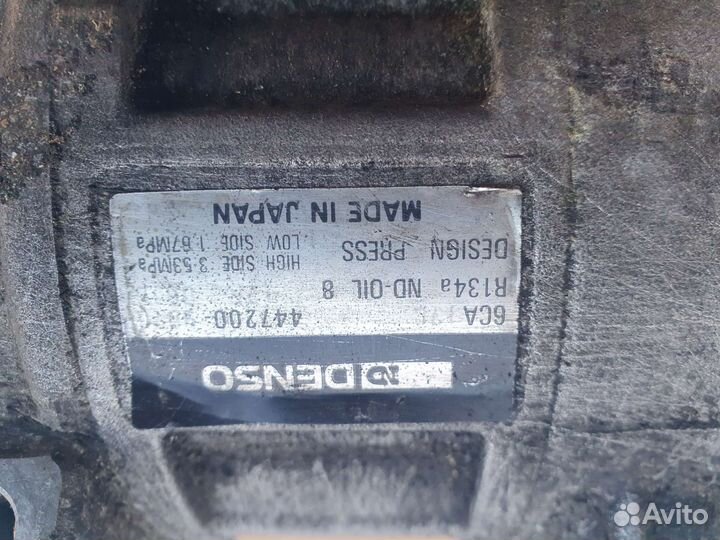 DENSO
6CA 447200-
R134a ND-OIL 8
DESIGN PRESS HIGH SIDE 3.53MPa
LOW SIDE 1.67MPa
MADE IN JAPAN
Avito